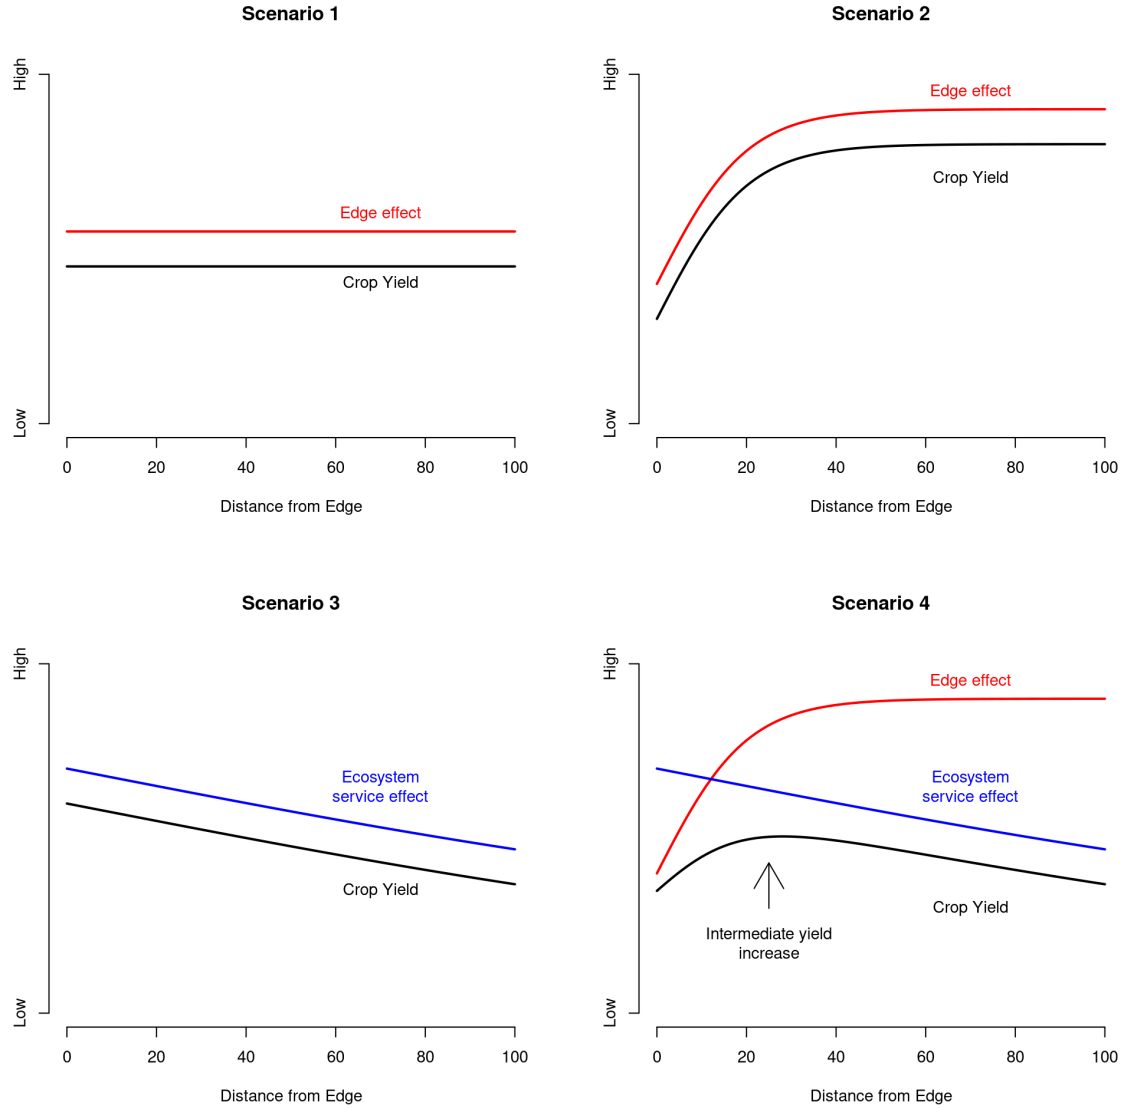 Scenario 1
High
Edge effect
Crop Yield
Low
0 20 40 60 80 100
Distance from Edge
Scenario 2
High
Edge effect
Crop Yield
Low
0 20 40 60 80 100
Distance from Edge
Scenario 3
High
Ecosystem
service effect
Crop Yield
Low
0 20 40 60 80 100
Distance from Edge
Scenario 4
High
Edge effect
Ecosystem
service effect
Crop Yield
Intermediate yield
increase
Low
0 20 40 60 80 100
Distance from Edge